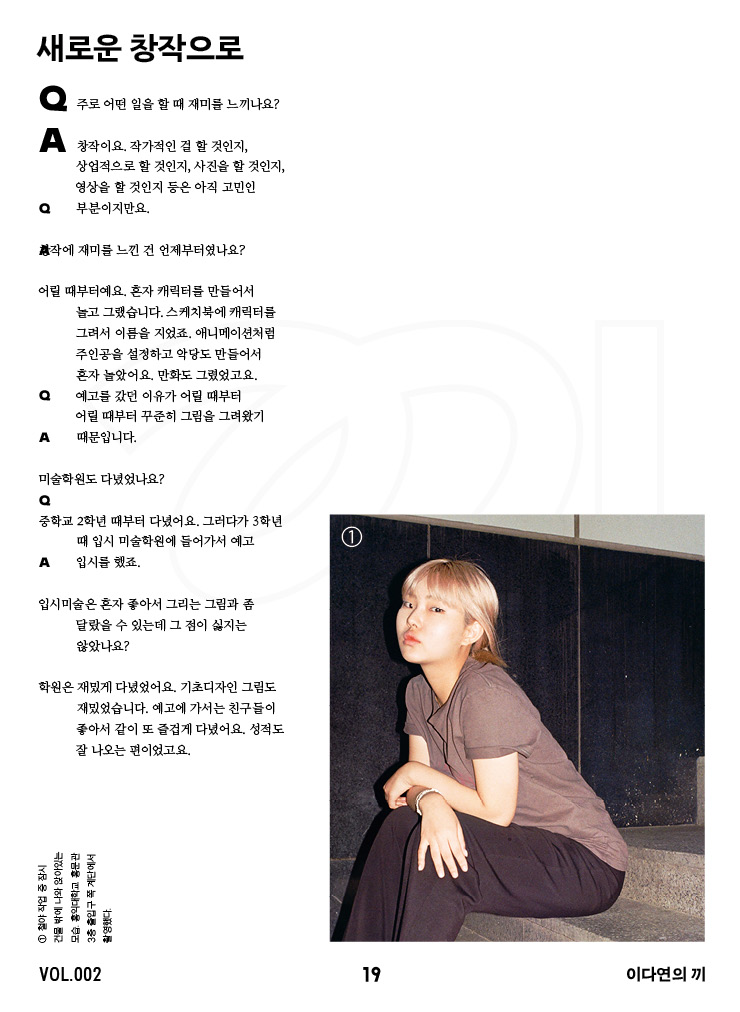 새로운 창작으로
Q 주로 어떤 일을 할 때 재미를 느끼나요?
A 창작이요. 작가적인 걸 할 것인지,
상업적으로 할 것인지, 사진을 할 것인지,
영상을 할 것인지 등은 아직 고민인
Q 부분이지만요.
A 창작에 재미를 느낀 건 언제부터였나요?
어릴 때부터예요. 혼자 캐릭터를 만들어서
놀고 그랬습니다. 스케치북에 캐릭터를
그려서 이름을 지었죠. 애니메이션처럼
주인공을 설정하고 악당도 만들어서
혼자 놀았어요. 만화도 그렸었고요.
Q 예고를 갔던 이유가 어릴 때부터
어릴 때부터 꾸준히 그림을 그려왔기
A 때문입니다.
미술학원도 다녔었나요?
Q
중학교 2학년 때부터 다녔어요. 그러다가 3학년
때 입시 미술학원에 들어가서 예고
A 입시를 했죠.
입시미술은 혼자 좋아서 그리는 그림과 좀
달랐을 수 있는데 그 점이 싫지는
않았나요?
학원은 재밌게 다녔었어요. 기초디자인 그림도
재밌었습니다. 예고에 가서는 친구들이
좋아서 같이 또 즐겁게 다녔어요. 성적도
잘 나오는 편이었고요.
①
① 철야 작업 중 잠시
건물 밖에 나와 앉아있는
모습. 홍익대학교 홍문관
3층 출입구 쪽 계단에서
촬영했다.
VOL.002
19
이다연의 끼